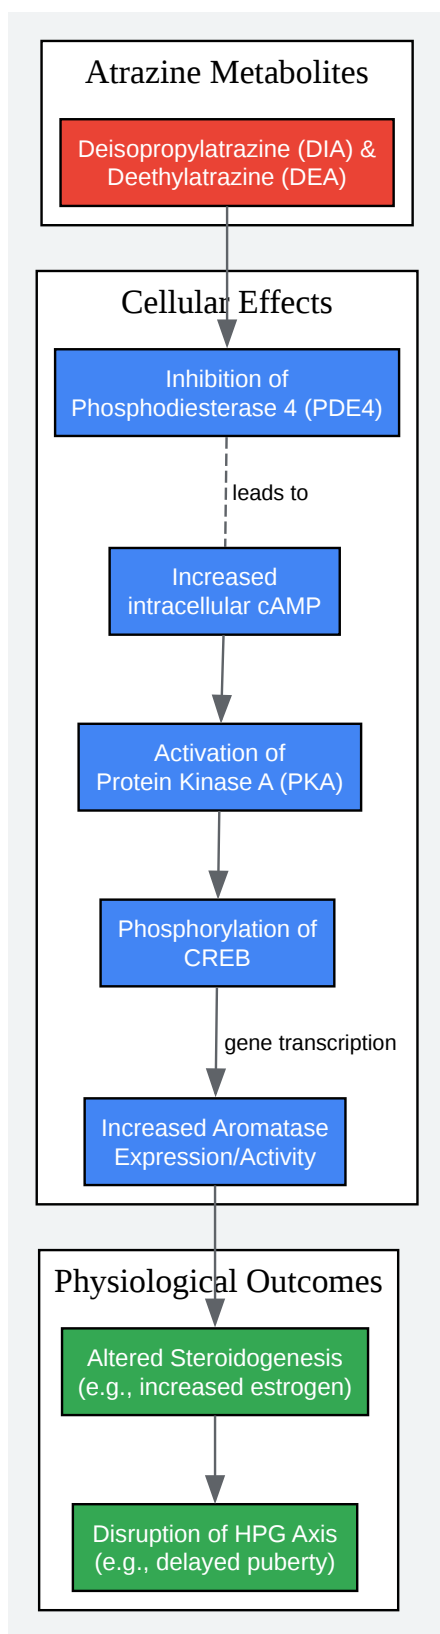 Atrazine Metabolites
Deisopropylatrazine (DIA) &
Deethylatrazine (DEA)
Cellular Effects
Inhibition of
Phosphodiesterase 4 (PDE4)
leads to
Increased
intracellular cAMP
Activation of
Protein Kinase A (PKA)
Phosphorylation of
CREB
gene transcription
Increased Aromatase
Expression/Activity
Physiological Outcomes
Altered Steroidogenesis
(e.g., increased estrogen)
Disruption of HPG Axis
(e.g., delayed puberty)